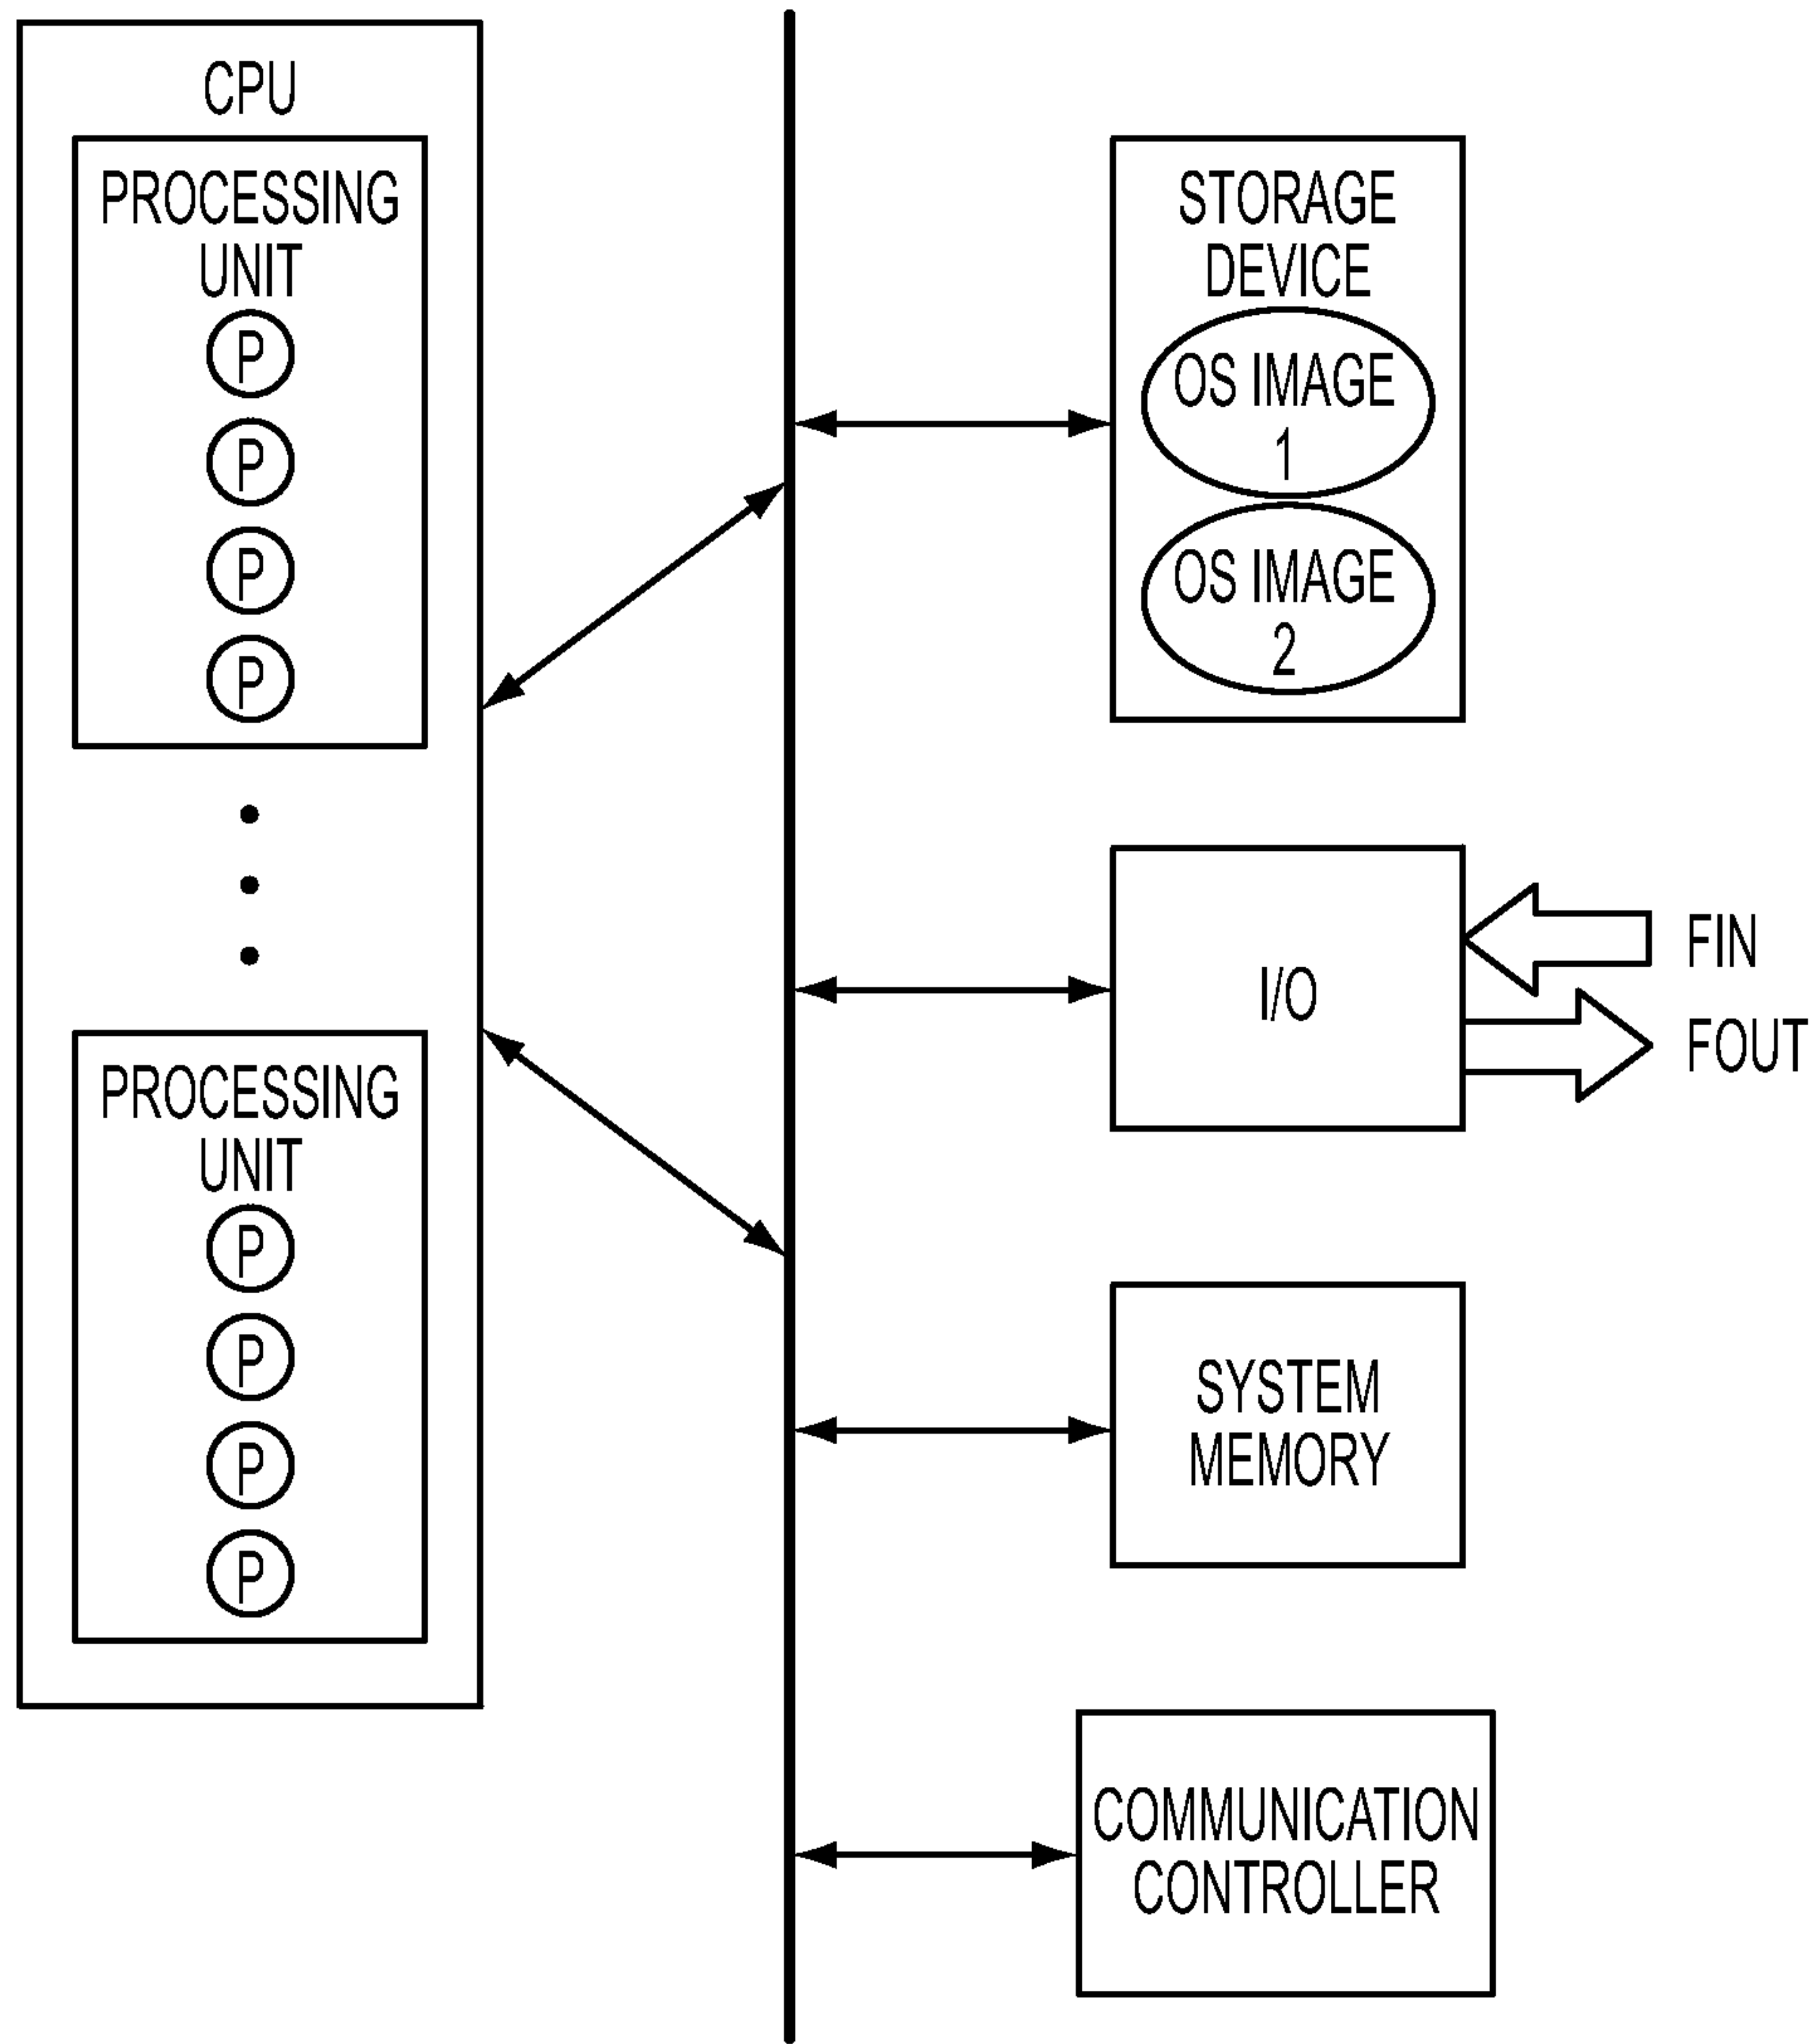 CPU
PROCESSING
UNIT
P
P
P
P
PROCESSING
UNIT
P
P
P
P
STORAGE
DEVICE
OS IMAGE
1
OS IMAGE
2
I/O
FIN
FOUT
SYSTEM
MEMORY
COMMUNICATION
CONTROLLER